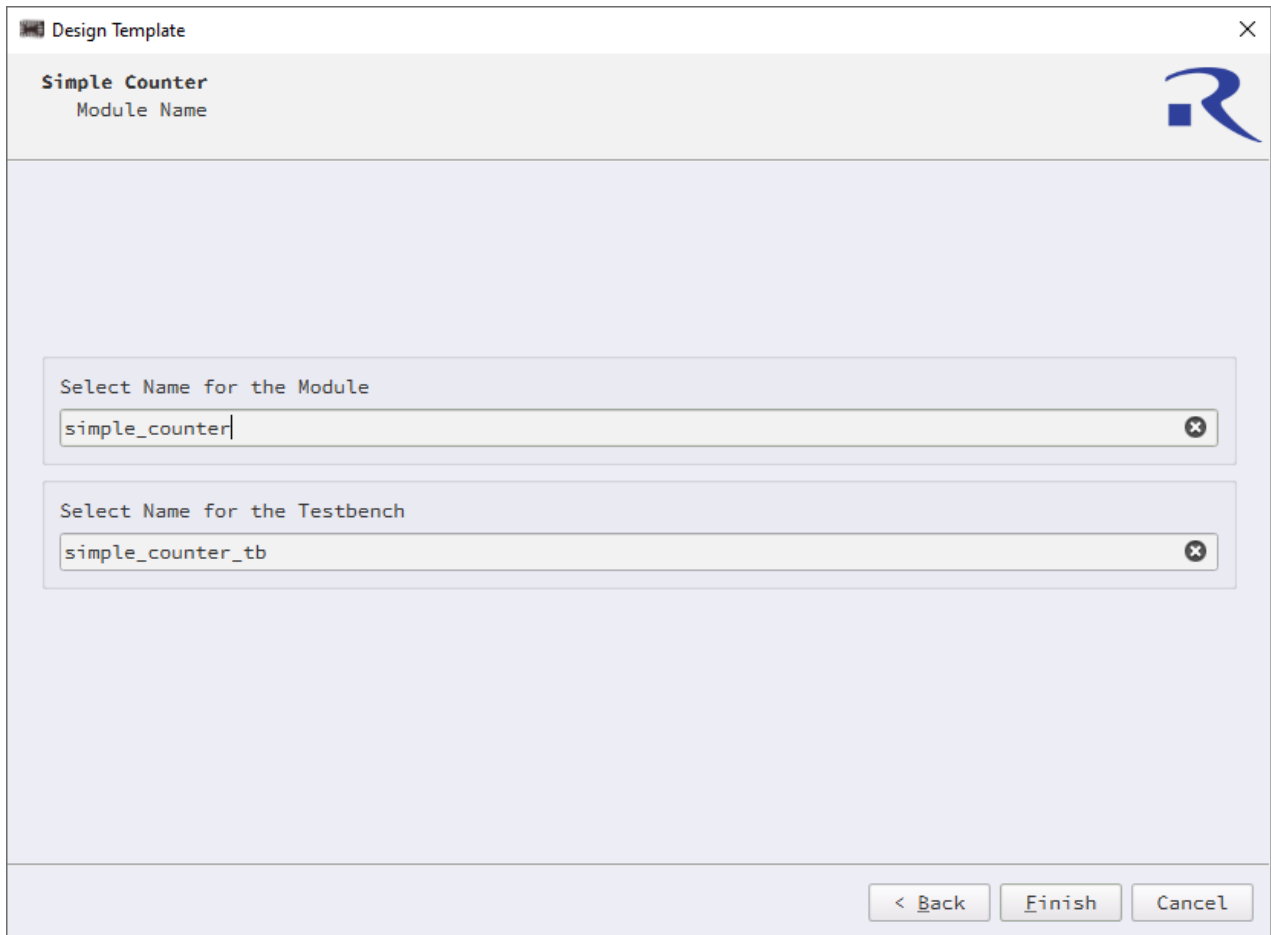 Design Template
Simple Counter
Module Name
Select Name for the Module
simple_counter
Select Name for the Testbench
simple_counter_tb
< Back
Finish
Cancel